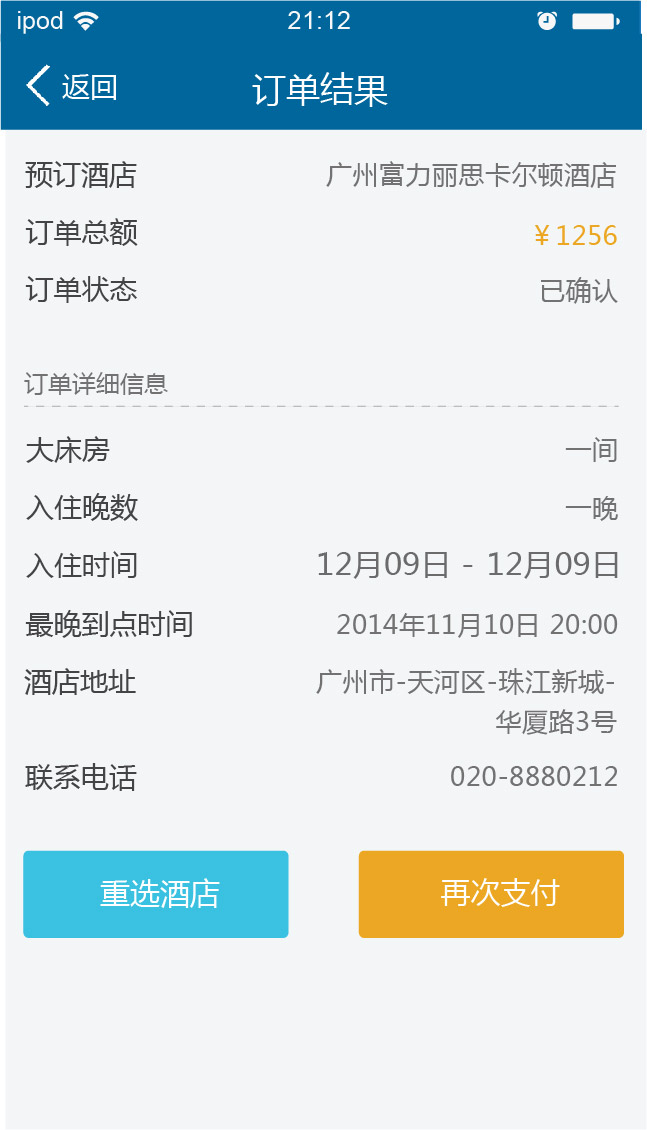 ipod 21:12
返回 订单结果
预订酒店 广州富力丽思卡尔顿酒店
订单总额 ¥1256
订单状态 已确认
订单详细信息
大床房 一间
入住晚数 一晚
入住时间 12月09日 - 12月09日
最晚到点时间 2014年11月10日 20:00
酒店地址 广州市-天河区-珠江新城-
华厦路3号
联系电话 020-8880212
重选酒店 再次支付